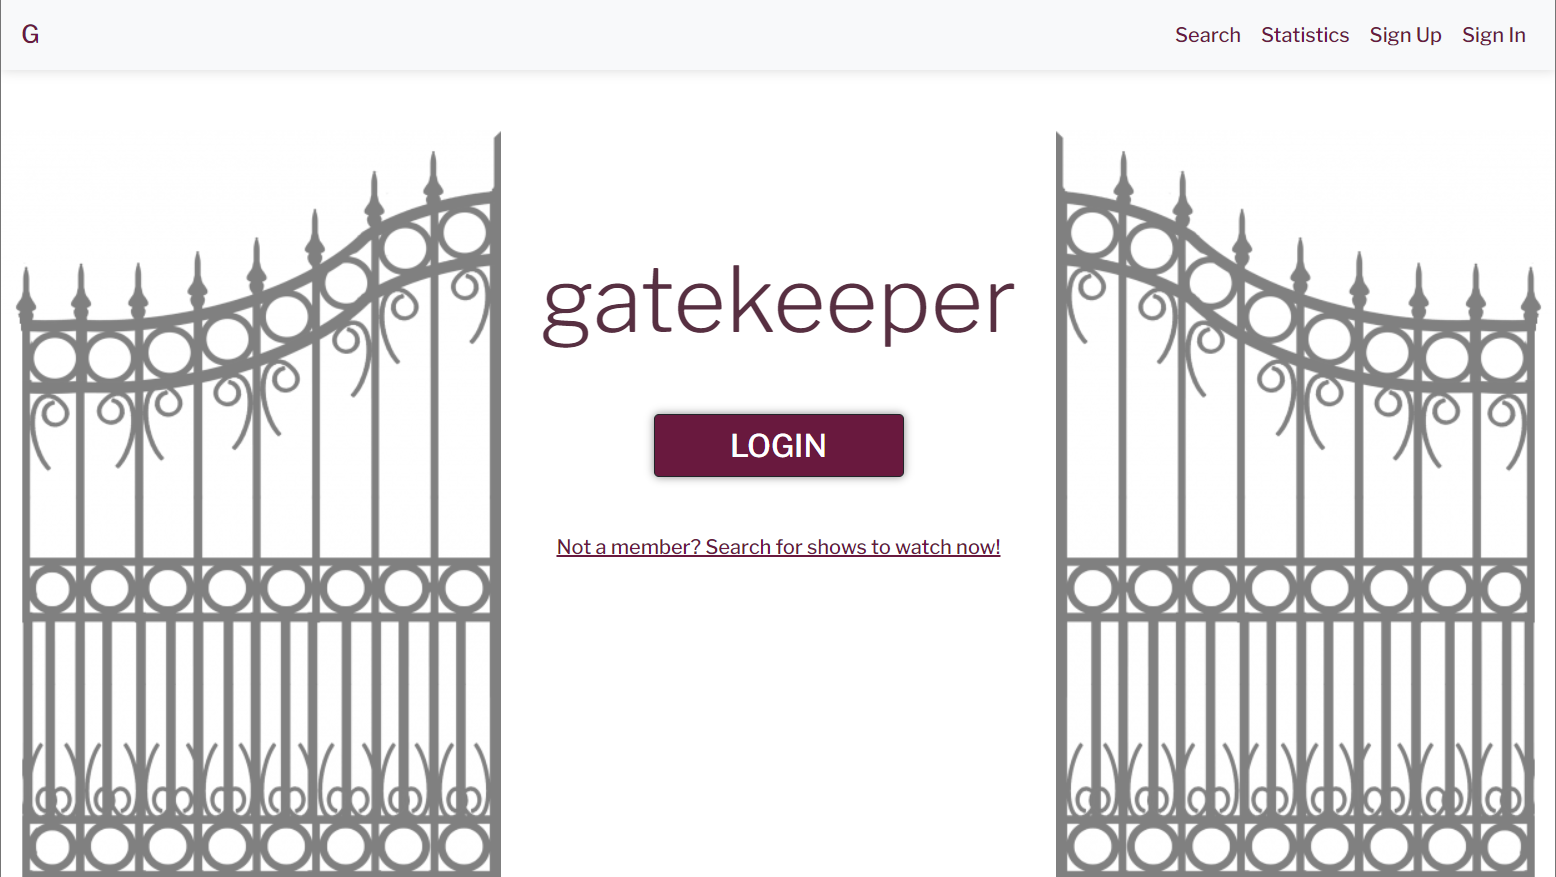 G
Search Statistics Sign Up Sign In
gatekeeper
LOGIN
Not a member? Search for shows to watch now!